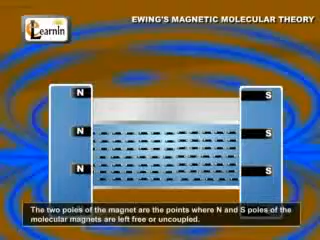 EWING'S MAGNETIC MOLECULAR THEORY
LearnIn
N S
N S
N S
The two poles of the magnet are the points where N and S poles of the
molecular magnets are left free or uncoupled.